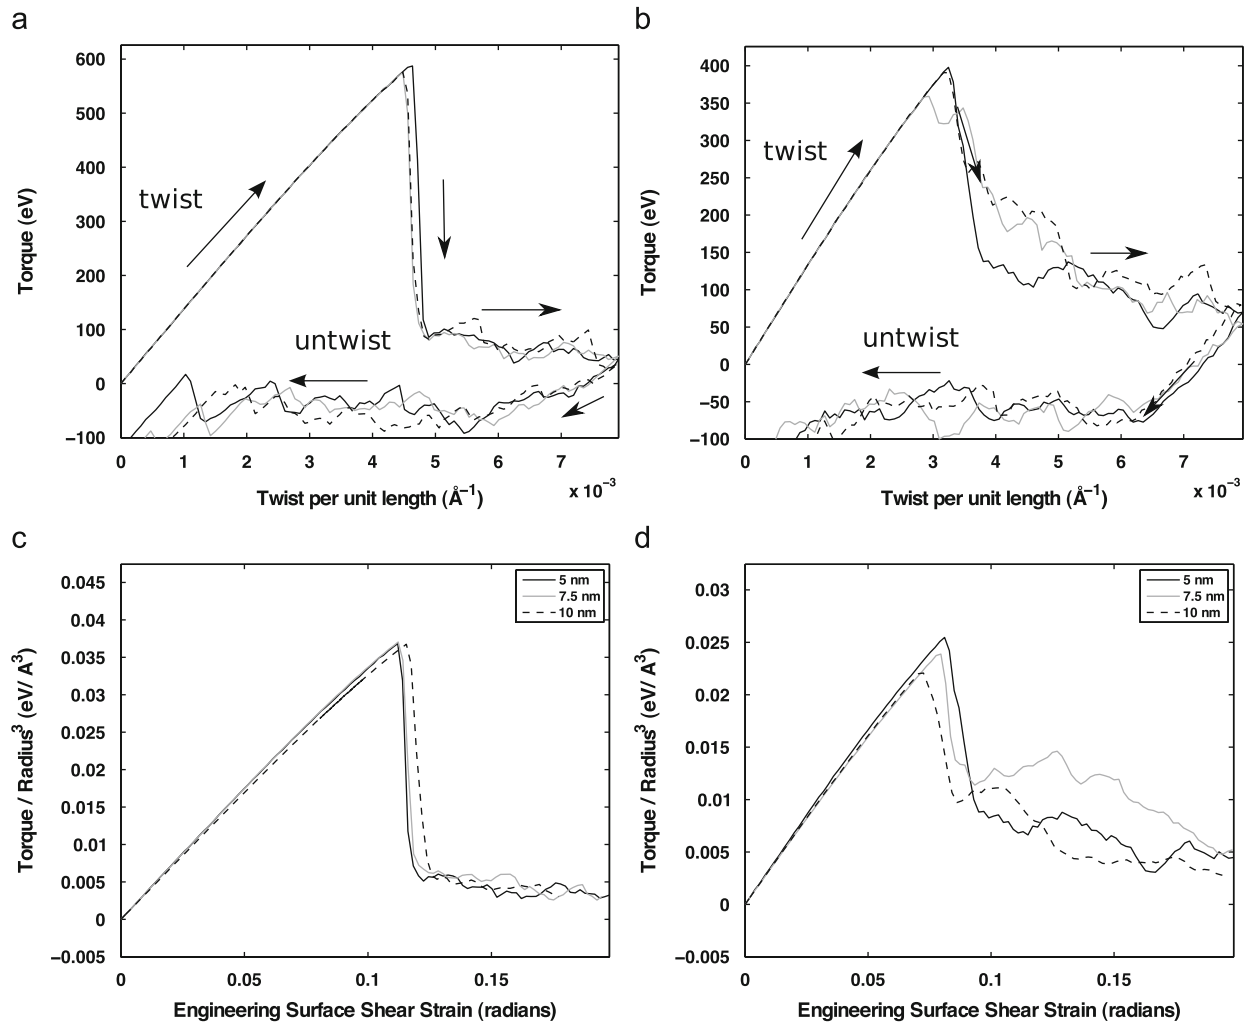 a
600
500
400
300
200
100
0
−100
Torque (eV)
twist
untwist
0 1 2 3 4 5 6 7
x 10⁻³
Twist per unit length (Å⁻¹)
b
400
350
300
250
200
150
100
50
0
−50
−100
Torque (eV)
twist
untwist
0 1 2 3 4 5 6 7
x 10⁻³
Twist per unit length (Å⁻¹)
c
0.045
0.04
0.035
0.03
0.025
0.02
0.015
0.01
0.005
0
−0.005
Torque / Radius³ (eV/ A³)
5 nm
7.5 nm
10 nm
0 0.05 0.1 0.15
Engineering Surface Shear Strain (radians)
d
0.03
0.025
0.02
0.015
0.01
0.005
0
−0.005
Torque / Radius³ (eV/ A³)
5 nm
7.5 nm
10 nm
0 0.05 0.1 0.15
Engineering Surface Shear Strain (radians)